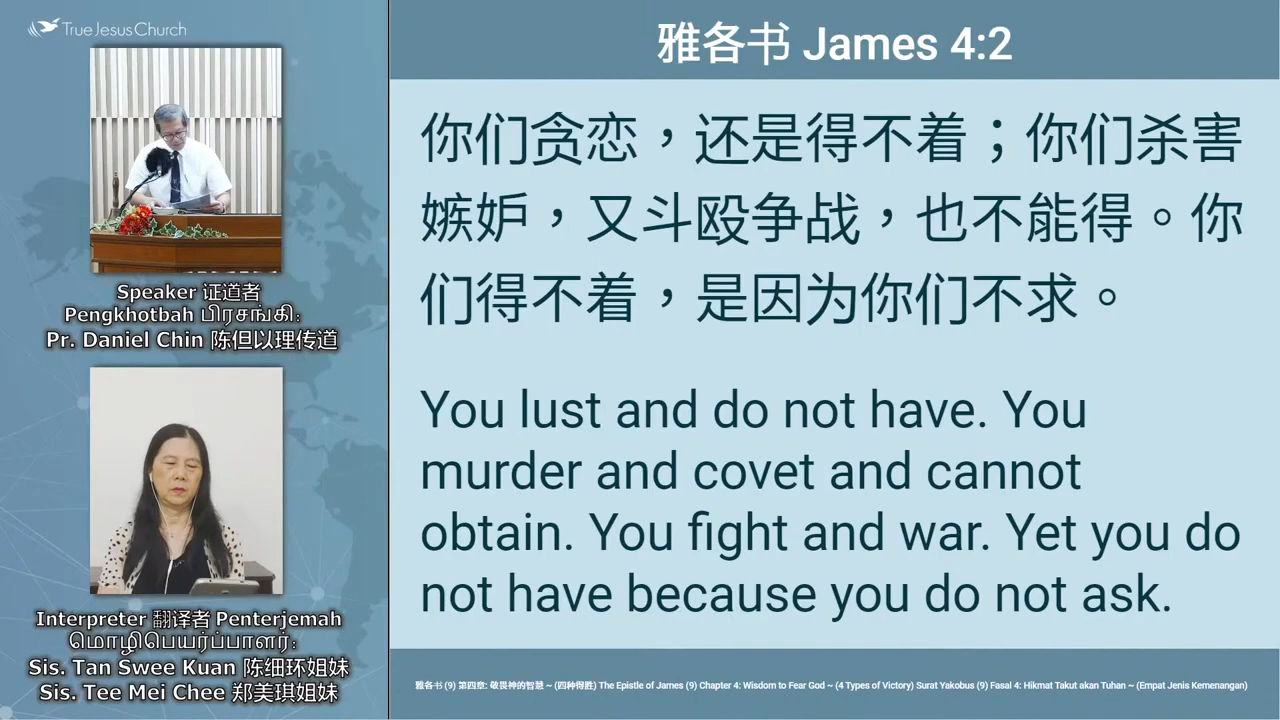 True Jesus Church
Speaker 证道者
Pengkhotbah பிரசங்கி:
Pr. Daniel Chin 陈但以理传道
Interpreter 翻译者 Penterjemah
மொழிபெயர்ப்பாளர்:
Sis. Tan Swee Kuan 陈细环姐妹
Sis. Tee Mei Chee 郑美琪姐妹
雅各书 James 4:2
你们贪恋，还是得不着；你们杀害
嫉妒，又斗殴争战，也不能得。你
们得不着，是因为你们不求。
You lust and do not have. You
murder and covet and cannot
obtain. You fight and war. Yet you do
not have because you do not ask.
雅各书 (9) 第四章: 敬畏神的智慧 ~ (四种得胜) The Epistle of James (9) Chapter 4: Wisdom to Fear God ~ (4 Types of Victory) Surat Yakobus (9) Fasal 4: Hikmat Takut akan Tuhan ~ (Empat Jenis Kemenangan)